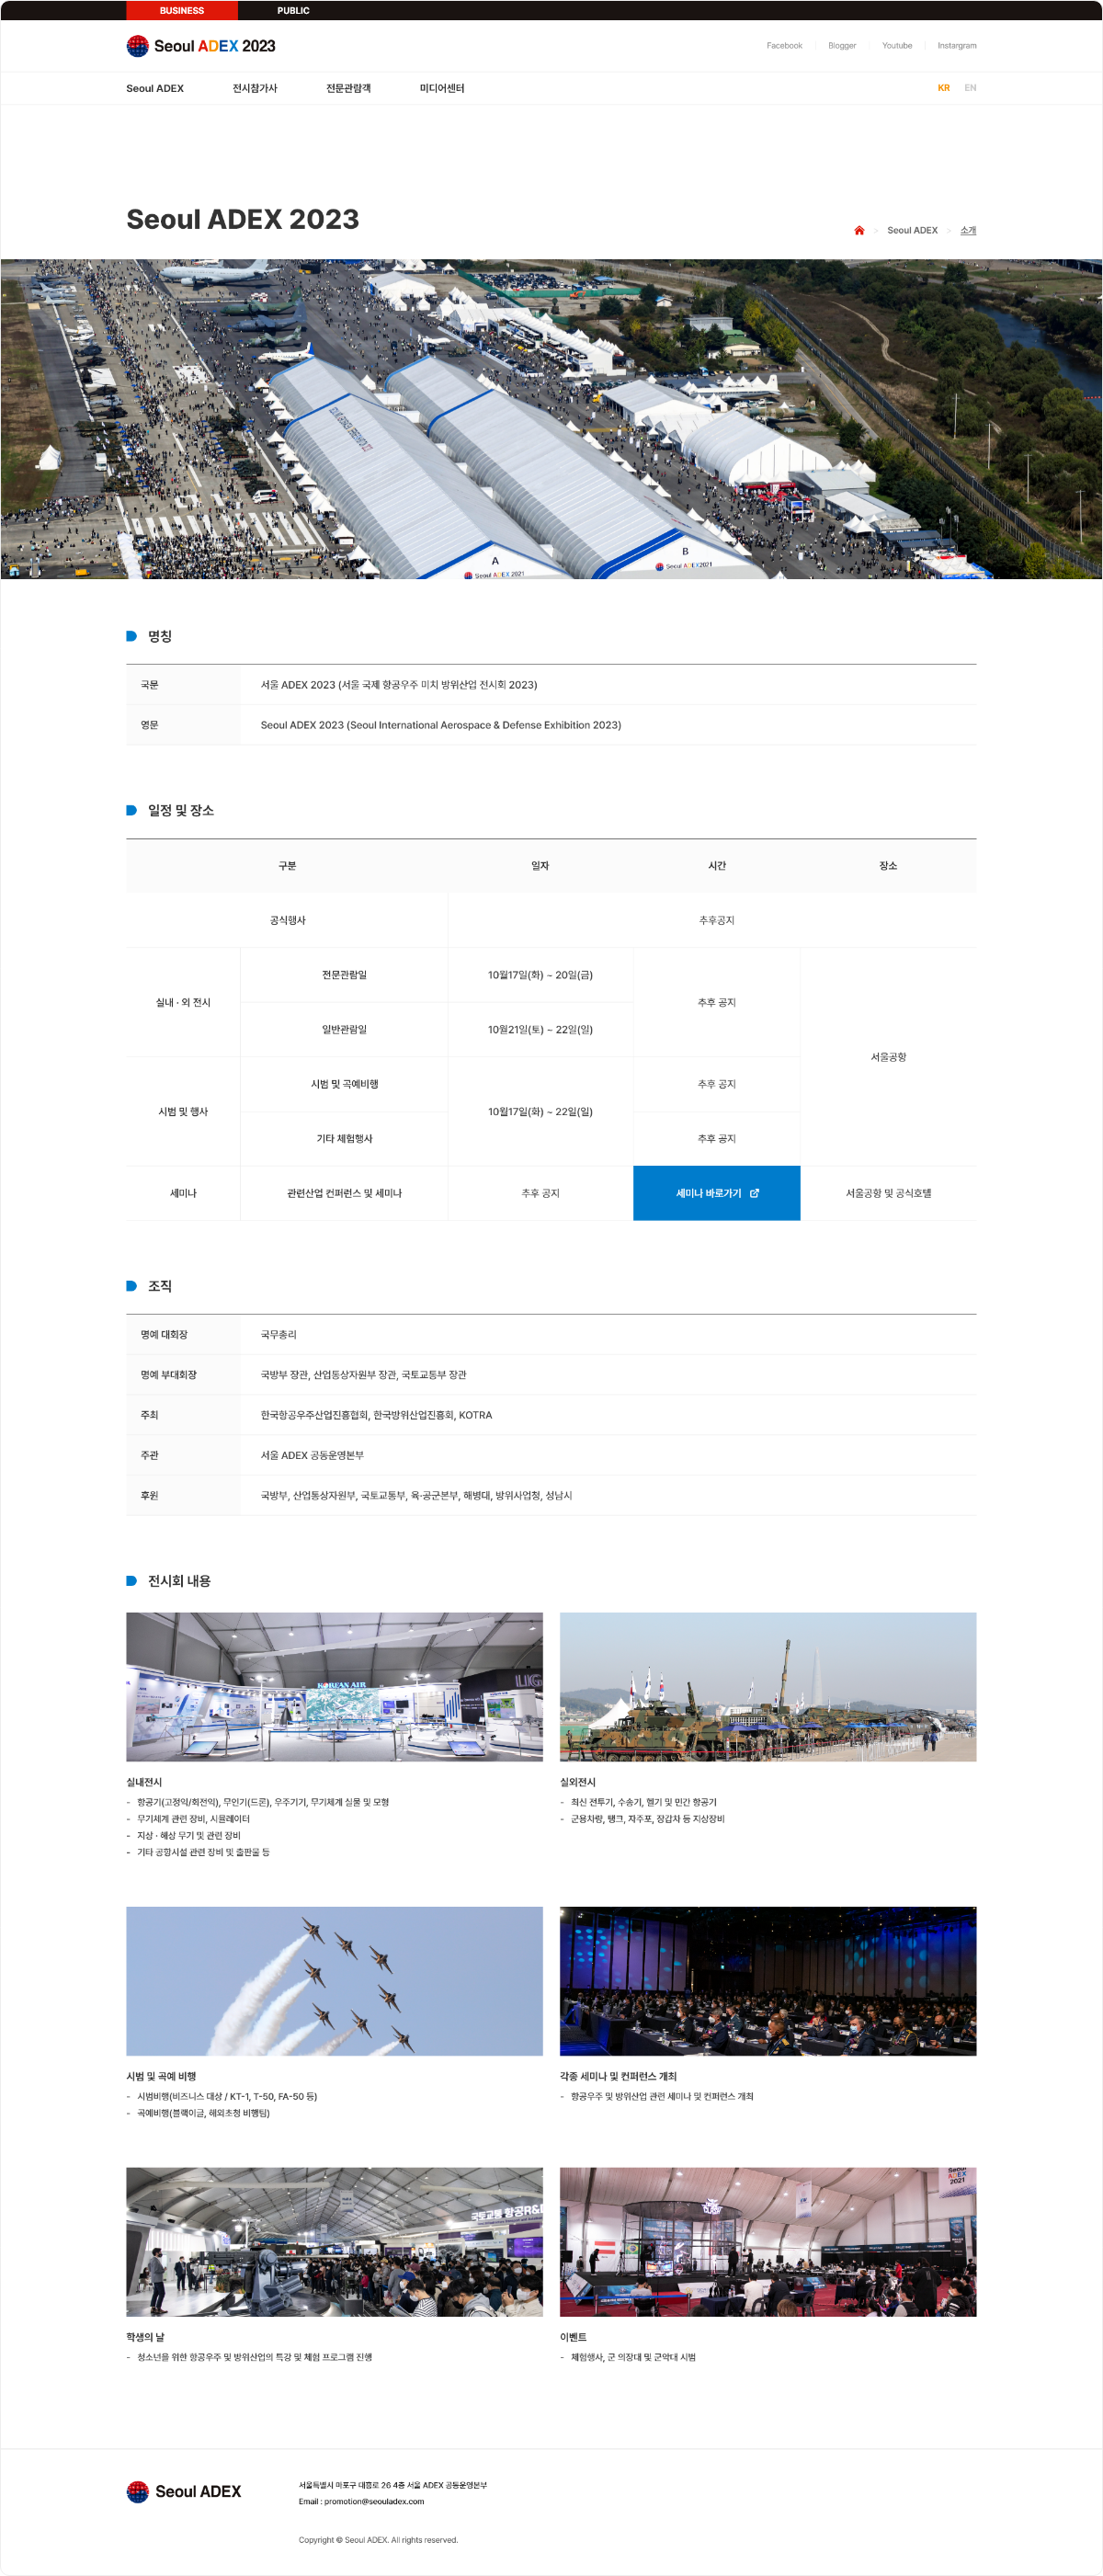 BUSINESS PUBLIC
Seoul ADEX 2023
Facebook Blogger Youtube Instargram
Seoul ADEX 전시참가사 전문관람객 미디어센터 KR EN
Seoul ADEX 2023
> Seoul ADEX > 소개
A
B
Seoul ADEX 2021
Seoul ADEX 2021
명칭
국문 서울 ADEX 2023 (서울 국제 항공우주 미치 방위산업 전시회 2023)
영문 Seoul ADEX 2023 (Seoul International Aerospace & Defense Exhibition 2023)
일정 및 장소
구분 일자 시간 장소
공식행사 추후공지
실내 · 외 전시 전문관람일 10월17일(화) ~ 20일(금) 추후 공지 서울공항
일반관람일 10월21일(토) ~ 22일(일)
시범 및 행사 시범 및 곡예비행 10월17일(화) ~ 22일(일) 추후 공지
기타 체험행사 추후 공지
세미나 관련산업 컨퍼런스 및 세미나 추후 공지 세미나 바로가기 서울공항 및 공식호텔
조직
명예 대회장 국무총리
명예 부대회장 국방부 장관, 산업통상자원부 장관, 국토교통부 장관
주최 한국항공우주산업진흥협회, 한국방위산업진흥회, KOTRA
주관 서울 ADEX 공동운영본부
후원 국방부, 산업통상자원부, 국토교통부, 육·공군본부, 해병대, 방위사업청, 성남시
전시회 내용
KOREAN AIR
LIG
실내전시
- 항공기(고정익/회전익), 무인기(드론), 우주기기, 무기체계 실물 및 모형
- 무기체계 관련 장비, 시뮬레이터
- 지상 · 해상 무기 및 관련 장비
- 기타 공항시설 관련 장비 및 출판물 등
실외전시
- 최신 전투기, 수송기, 헬기 및 민간 항공기
- 군용차량, 탱크, 자주포, 장갑차 등 지상장비
시범 및 곡예 비행
- 시범비행(비즈니스 대상 / KT-1, T-50, FA-50 등)
- 곡예비행(블랙이글, 해외초청 비행팀)
각종 세미나 및 컨퍼런스 개최
- 항공우주 및 방위산업 관련 세미나 및 컨퍼런스 개최
국토교통 항공R&D
Seoul
ADEX
2021
학생의 날
- 청소년을 위한 항공우주 및 방위산업의 특강 및 체험 프로그램 진행
이벤트
- 체험행사, 군 의장대 및 군악대 시범
Seoul ADEX
서울특별시 마포구 대흥로 26 4층 서울 ADEX 공동운영본부
Email : promotion@seouladex.com
Copyright © Seoul ADEX. All rights reserved.